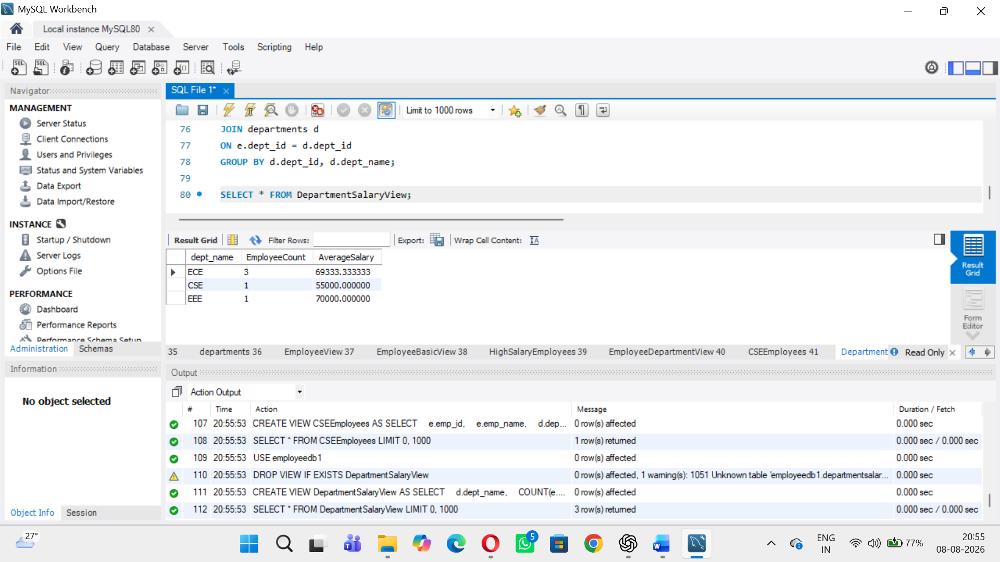 MySQL Workbench
Local instance MySQL80
File Edit View Query Database Server Tools Scripting Help
Navigator
MANAGEMENT
Server Status
Client Connections
Users and Privileges
Status and System Variables
Data Export
Data Import/Restore
INSTANCE
Startup / Shutdown
Server Logs
Options File
PERFORMANCE
Dashboard
Performance Reports
Performance Schema Setup
Administration Schemas
Information
No object selected
Object Info Session
SQL File 1*
Limit to 1000 rows
76 JOIN departments d
77 ON e.dept_id = d.dept_id
78 GROUP BY d.dept_id, d.dept_name;
79
80 SELECT * FROM DepartmentSalaryView;
Result Grid Filter Rows: Export: Wrap Cell Content:
dept_name EmployeeCount AverageSalary
ECE 3 69333.333333
CSE 1 55000.000000
EEE 1 70000.000000
Result
Grid
Form
Editor
35 departments 36 EmployeeView 37 EmployeeBasicView 38 HighSalaryEmployees 39 EmployeeDepartmentView 40 CSEEmployees 41 Department Read Only
Output
Action Output
# Time Action Message Duration / Fetch
107 20:55:53 CREATE VIEW CSEEmployees AS SELECT e.emp_id, e.emp_name, d.dep... 0 row(s) affected 0.000 sec
108 20:55:53 SELECT * FROM CSEEmployees LIMIT 0, 1000 1 row(s) returned 0.000 sec / 0.000 sec
109 20:55:53 USE employeedb1 0 row(s) affected 0.000 sec
110 20:55:53 DROP VIEW IF EXISTS DepartmentSalaryView 0 row(s) affected, 1 warning(s): 1051 Unknown table 'employeedb1.departmentsalar... 0.000 sec
111 20:55:53 CREATE VIEW DepartmentSalaryView AS SELECT d.dept_name, COUNT(e.... 0 row(s) affected 0.000 sec
112 20:55:53 SELECT * FROM DepartmentSalaryView LIMIT 0, 1000 3 row(s) returned 0.000 sec / 0.000 sec
27°
5
ENG
IN
77%
20:55
08-08-2026